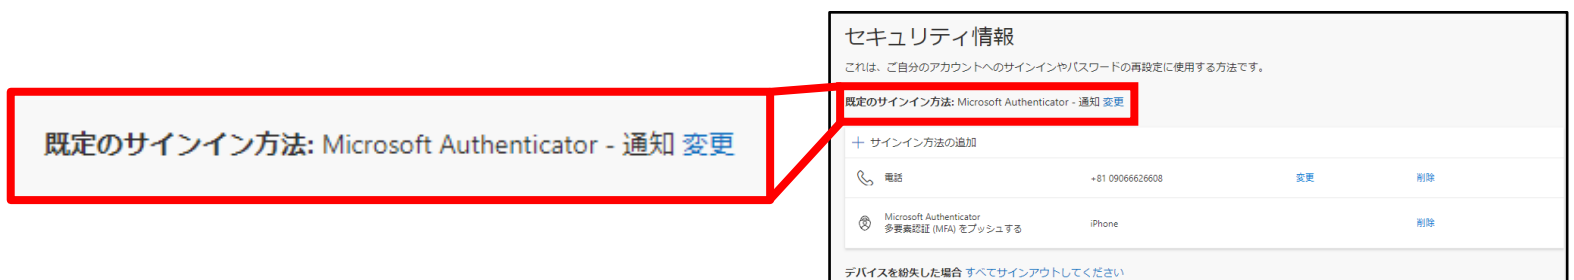 既定のサインイン方法: Microsoft Authenticator - 通知 変更
セキュリティ情報
これは、ご自分のアカウントへのサインインやパスワードの再設定に使用する方法です。
既定のサインイン方法: Microsoft Authenticator - 通知 変更
+ サインイン方法の追加
電話 +81 09066626608 変更 削除
Microsoft Authenticator
多要素認証 (MFA) をプッシュする iPhone 削除
デバイスを紛失した場合 すべてサインアウトしてください